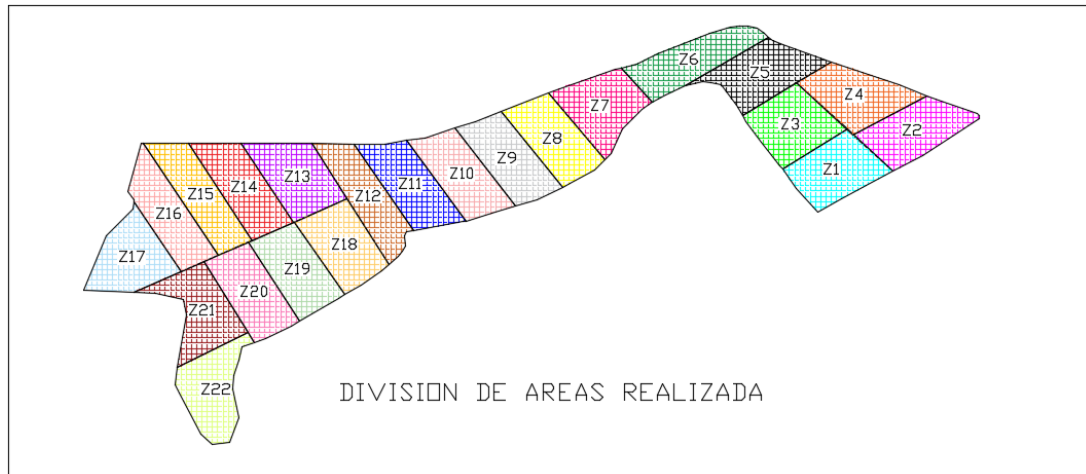 Z6
Z5
Z4
Z7
Z3
Z2
Z8
Z9
Z1
Z10
Z11
Z12
Z13
Z14
Z15
Z16
Z17
Z18
Z19
Z20
Z21
Z22
DIVISION DE AREAS REALIZADA